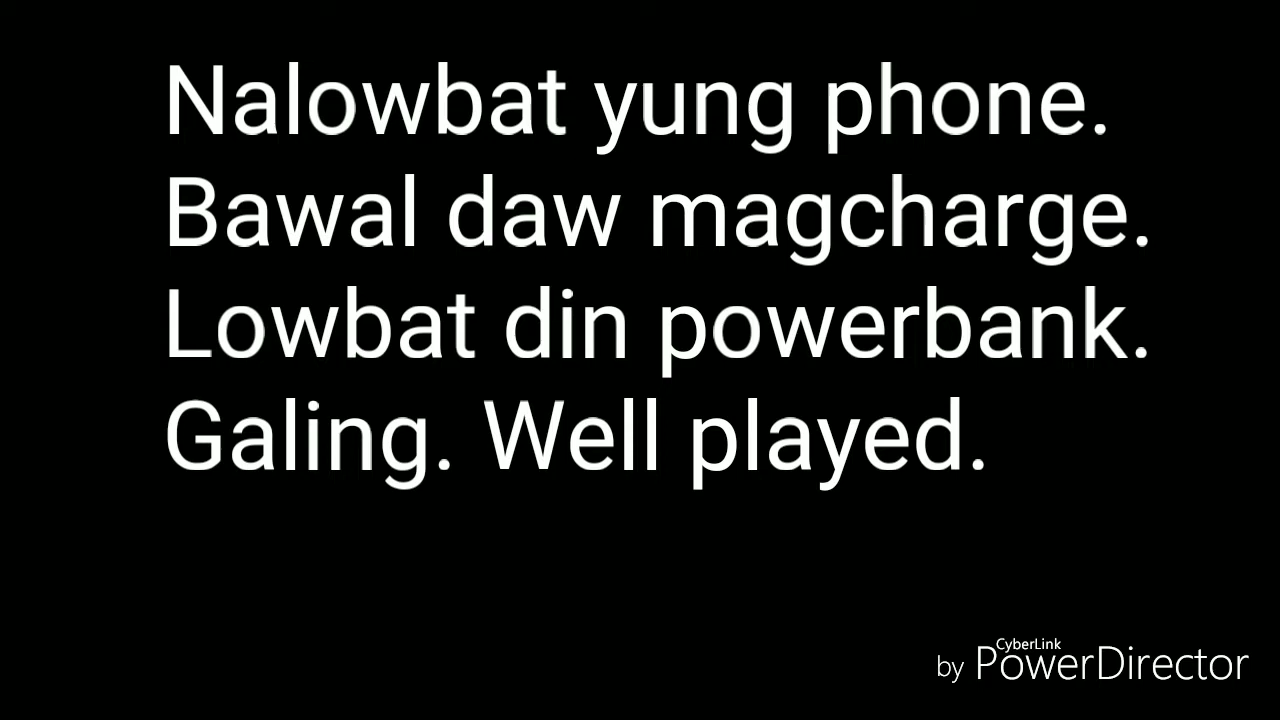 Nalowbat yung phone.
Bawal daw magcharge.
Lowbat din powerbank.
Galing. Well played.
CyberLink
by PowerDirector